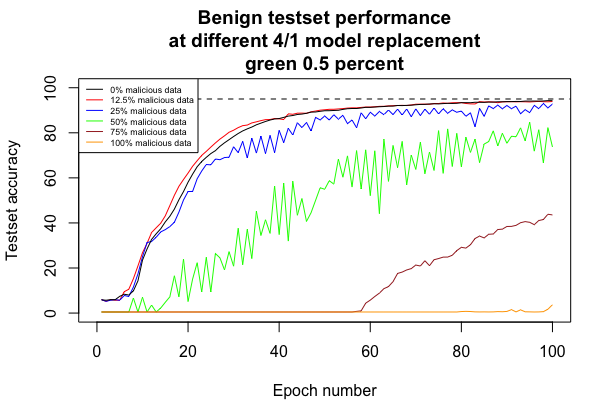 Benign testset performance
at different 4/1 model replacement
green 0.5 percent
Testset accuracy
100
80
60
40
20
0
0% malicious data
12.5% malicious data
25% malicious data
50% malicious data
75% malicious data
100% malicious data
0 20 40 60 80 100
Epoch number